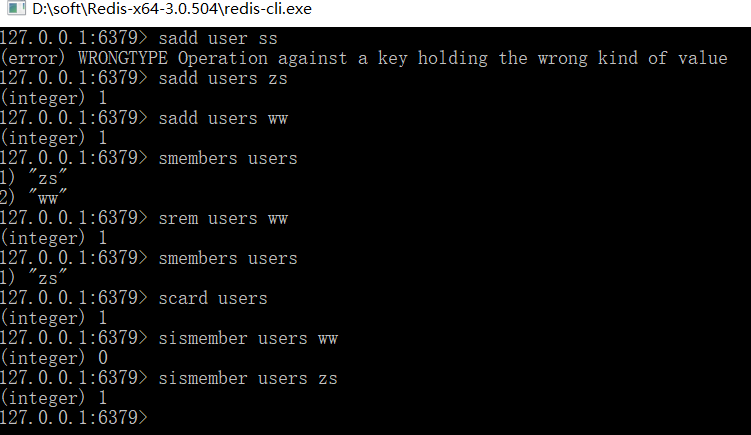 D:\soft\Redis-x64-3.0.504\redis-cli.exe
127.0.0.1:6379> sadd user ss
(error) WRONGTYPE Operation against a key holding the wrong kind of value
127.0.0.1:6379> sadd users zs
(integer) 1
127.0.0.1:6379> sadd users ww
(integer) 1
127.0.0.1:6379> smembers users
1) "zs"
2) "ww"
127.0.0.1:6379> srem users ww
(integer) 1
127.0.0.1:6379> smembers users
1) "zs"
127.0.0.1:6379> scard users
(integer) 1
127.0.0.1:6379> sismember users ww
(integer) 0
127.0.0.1:6379> sismember users zs
(integer) 1
127.0.0.1:6379>